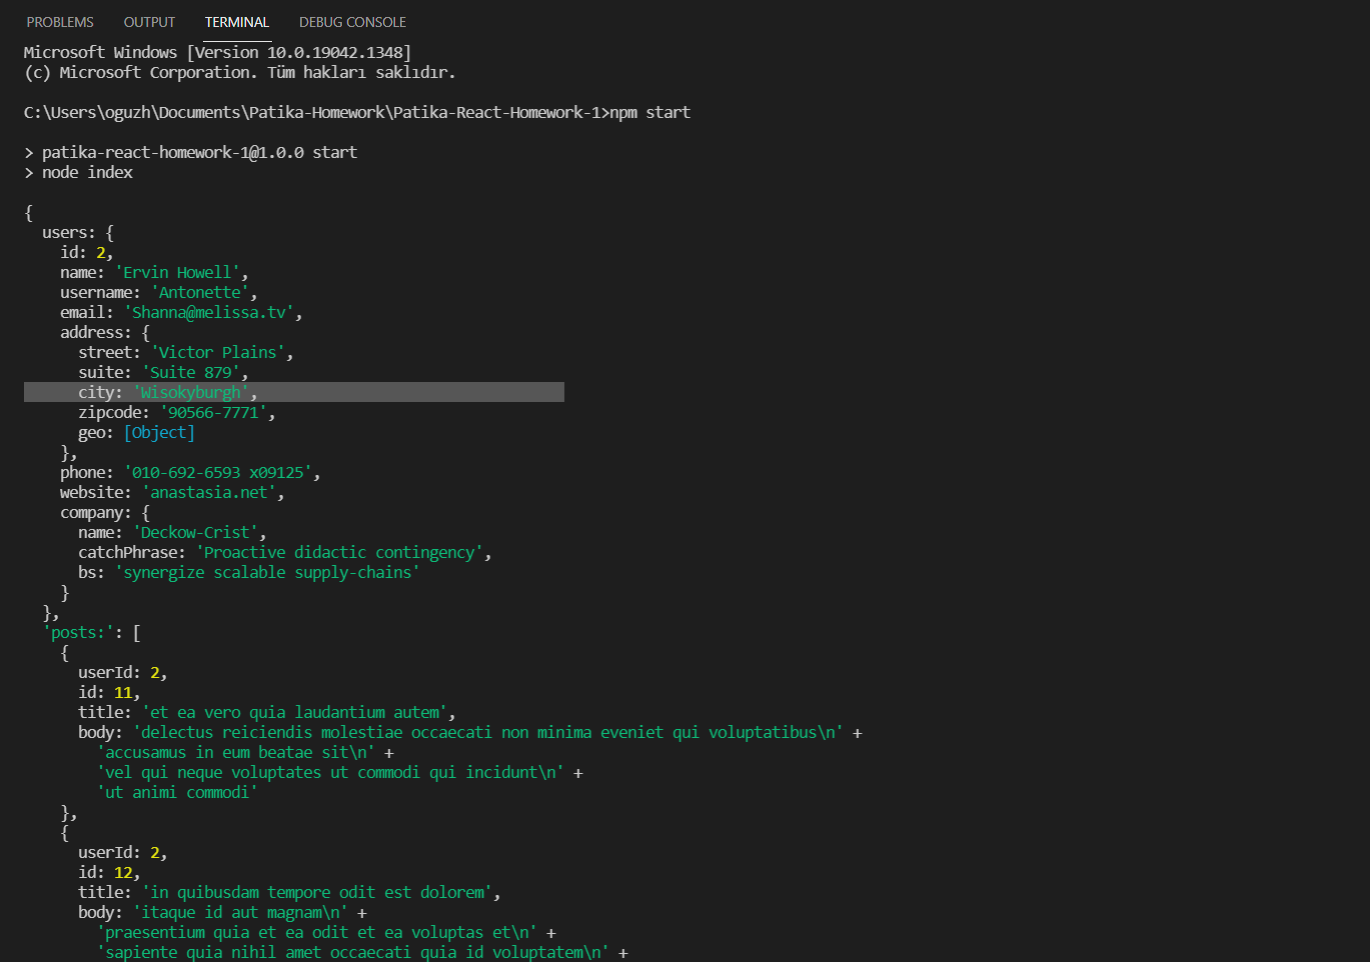 PROBLEMS OUTPUT TERMINAL DEBUG CONSOLE
Microsoft Windows [Version 10.0.19042.1348]
(c) Microsoft Corporation. Tüm hakları saklıdır.

C:\Users\oguzh\Documents\Patika-Homework\Patika-React-Homework-1>npm start

> patika-react-homework-1@1.0.0 start
> node index

{
  users: {
    id: 2,
    name: 'Ervin Howell',
    username: 'Antonette',
    email: 'Shanna@melissa.tv',
    address: {
      street: 'Victor Plains',
      suite: 'Suite 879',
      city: 'Wisokyburgh',
      zipcode: '90566-7771',
      geo: [Object]
    },
    phone: '010-692-6593 x09125',
    website: 'anastasia.net',
    company: {
      name: 'Deckow-Crist',
      catchPhrase: 'Proactive didactic contingency',
      bs: 'synergize scalable supply-chains'
    }
  },
  'posts:': [
    {
      userId: 2,
      id: 11,
      title: 'et ea vero quia laudantium autem',
      body: 'delectus reiciendis molestiae occaecati non minima eveniet qui voluptatibus\n' +
        'accusamus in eum beatae sit\n' +
        'vel qui neque voluptates ut commodi qui incidunt\n' +
        'ut animi commodi'
    },
    {
      userId: 2,
      id: 12,
      title: 'in quibusdam tempore odit est dolorem',
      body: 'itaque id aut magnam\n' +
        'praesentium quia et ea odit et ea voluptas et\n' +
        'sapiente quia nihil amet occaecati quia id voluptatem\n' +